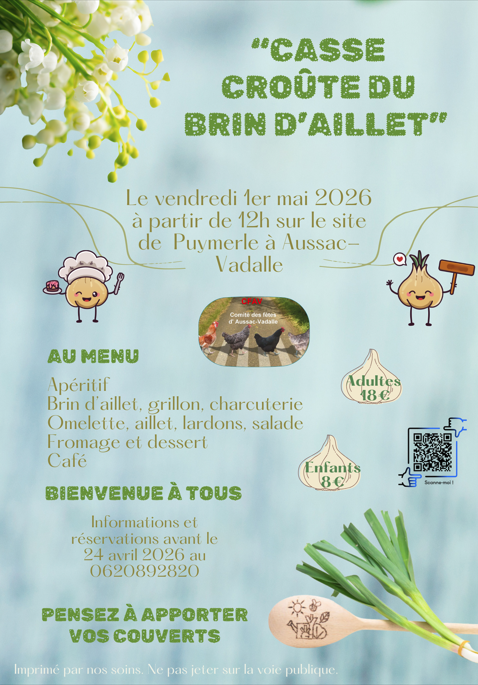 “CASSE
CROÛTE DU
BRIN D’AILLET”
Le vendredi 1er mai 2026
à partir de 12h sur le site
de Puymerle à Aussac-
Vadalle
Comité des fêtes
d' Aussac-Vadalle
AU MENU
Apéritif
Brin d’aillet, grillon, charcuterie
Omelette, aillet, lardons, salade
Fromage et dessert
Café
Adultes
18 €
Enfants
8 €
Scanne-moi !
BIENVENUE À TOUS
Informations et
réservations avant le
24 avril 2026 au
0620892820
PENSEZ À APPORTER
VOS COUVERTS
Imprimé par nos soins. Ne pas jeter sur la voie publique.